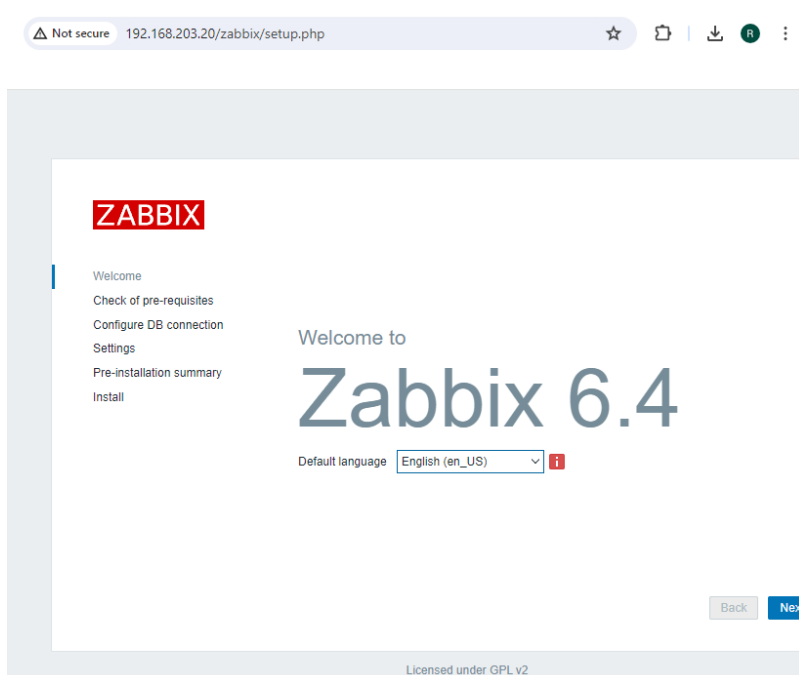 Not secure 192.168.203.20/zabbix/setup.php R
ZABBIX
Welcome
Check of pre-requisites
Configure DB connection
Settings
Pre-installation summary
Install
Welcome to
Zabbix 6.4
Default language English (en_US) i
Back Nex
Licensed under GPL v2